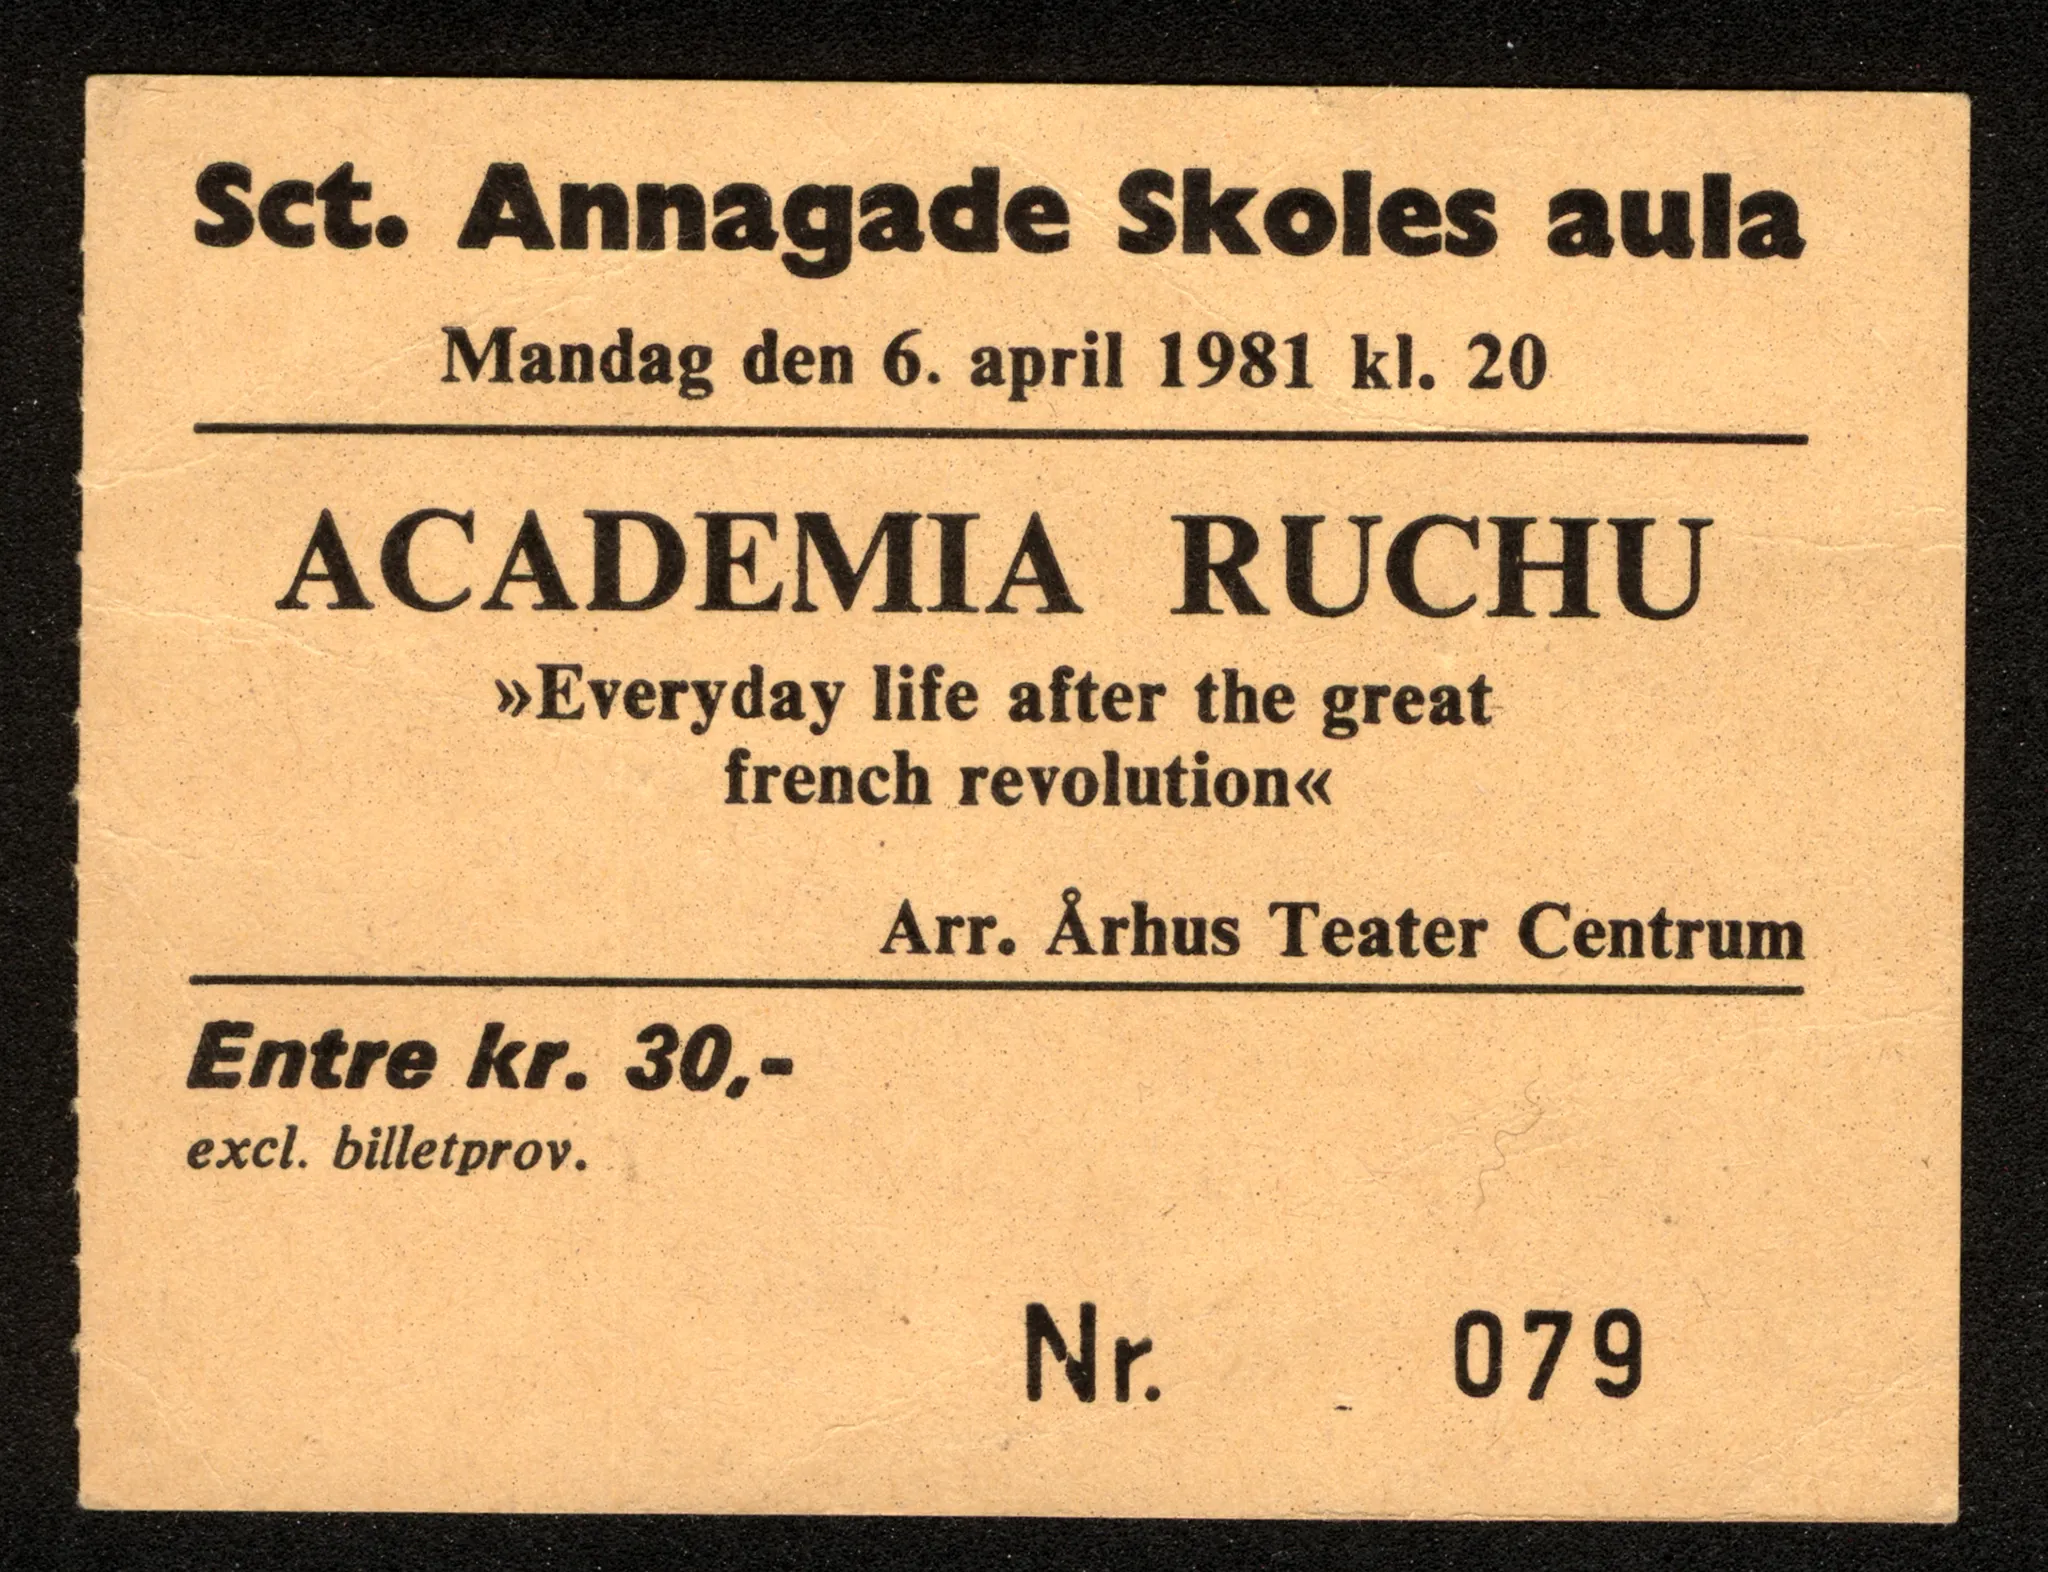 Sct. Annagade Skoles aula
Mandag den 6. april 1981 kl. 20
ACADEMIA RUCHU
»Everyday life after the great
french revolution«
Arr. Århus Teater Centrum
Entre kr. 30,-
excl. billetprov.
Nr. 079